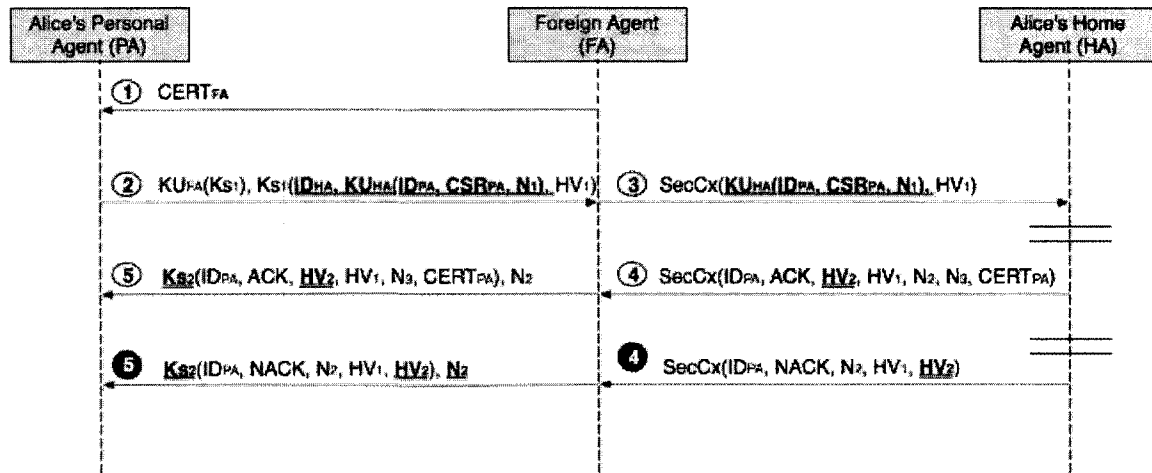 Alice's Personal
Agent (PA)
Foreign Agent
(FA)
Alice's Home
Agent (HA)
1 CERTFA
2 KUFA(Ks1), Ks1(IDHA, KUHA(IDPA, CSRPA, N1), HV1)
3 SecCx(KUHA(IDPA, CSRPA, N1), HV1)
5 Ks2(IDPA, ACK, HV2, HV1, N3, CERTPA), N2
4 SecCx(IDPA, ACK, HV2, HV1, N2, N3, CERTPA)
5 Ks2(IDPA, NACK, N2, HV1, HV2), N2
4 SecCx(IDPA, NACK, N2, HV1, HV2)